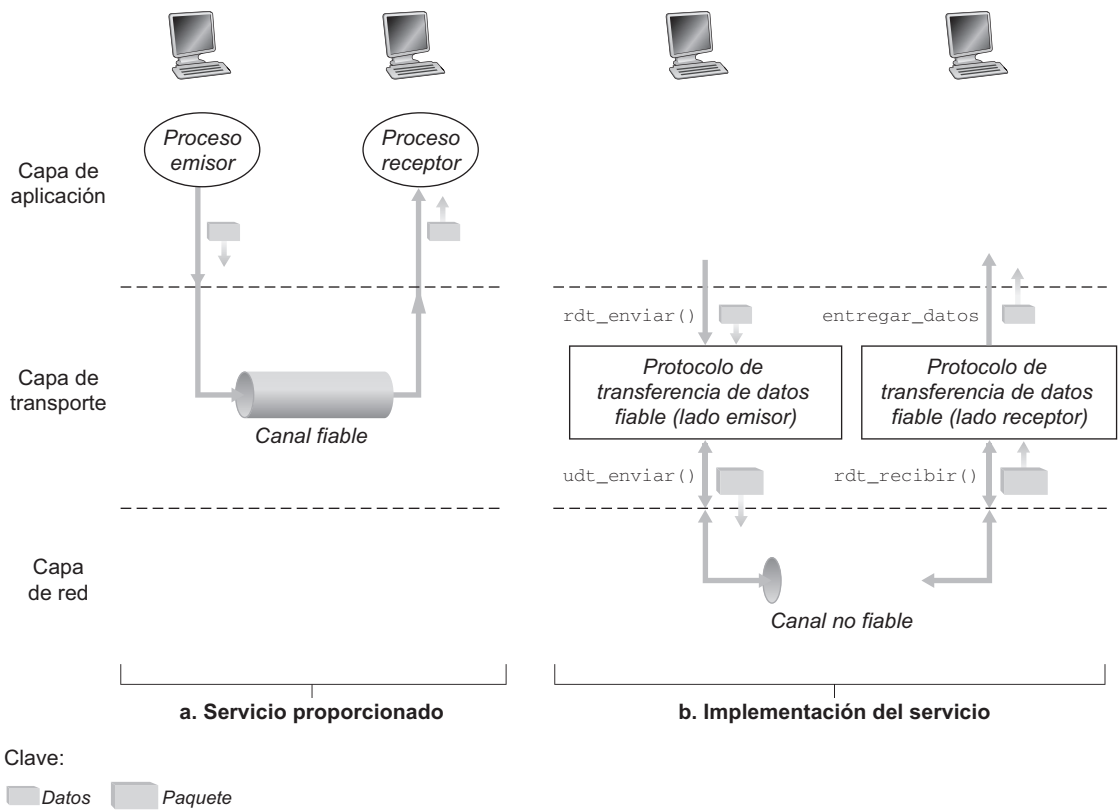 Proceso
emisor
Proceso
receptor
Capa de
aplicación
rdt_enviar()
entregar_datos
Capa de
transporte
Canal fiable
Protocolo de
transferencia de datos
fiable (lado emisor)
Protocolo de
transferencia de datos
fiable (lado receptor)
udt_enviar()
rdt_recibir()
Capa
de red
Canal no fiable
a. Servicio proporcionado
b. Implementación del servicio
Clave:
Datos
Paquete